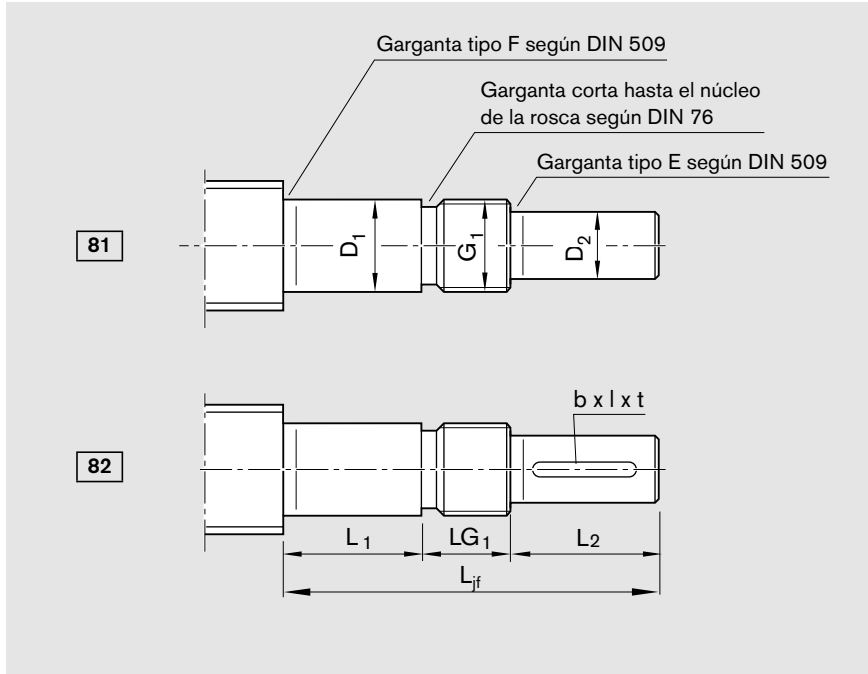 Garganta tipo F según DIN 509
Garganta corta hasta el núcleo
de la rosca según DIN 76
Garganta tipo E según DIN 509
81
D1
G1
D2
b x l x t
82
L1
LG1
L2
Ljf